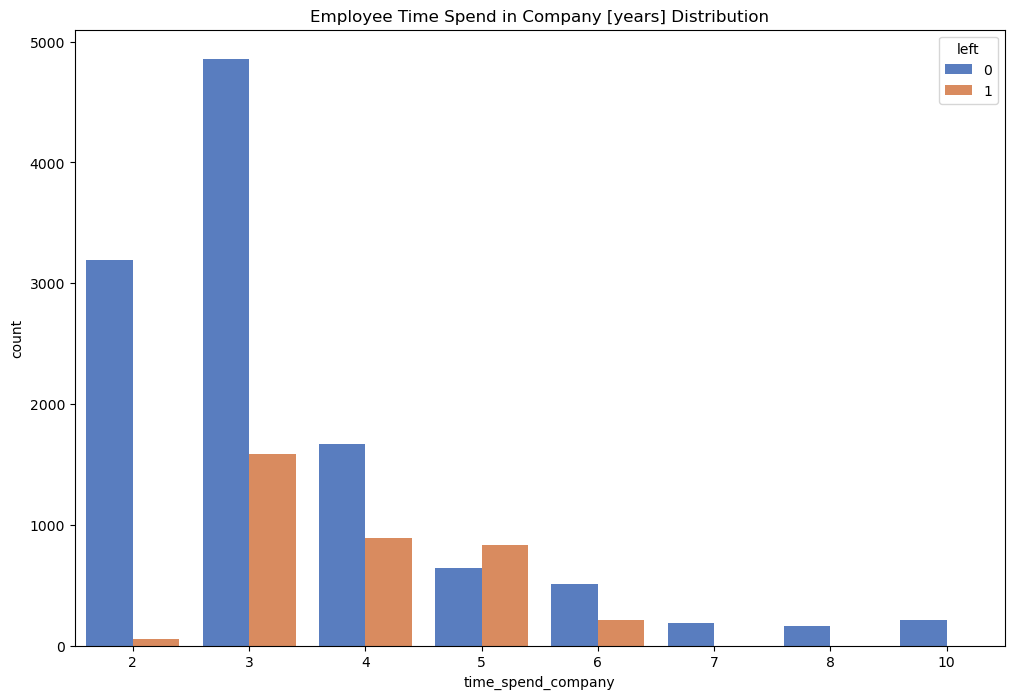 Employee Time Spend in Company [years] Distribution
left
0
1
5000
4000
3000
2000
1000
0
count
2 3 4 5 6 7 8 10
time_spend_company